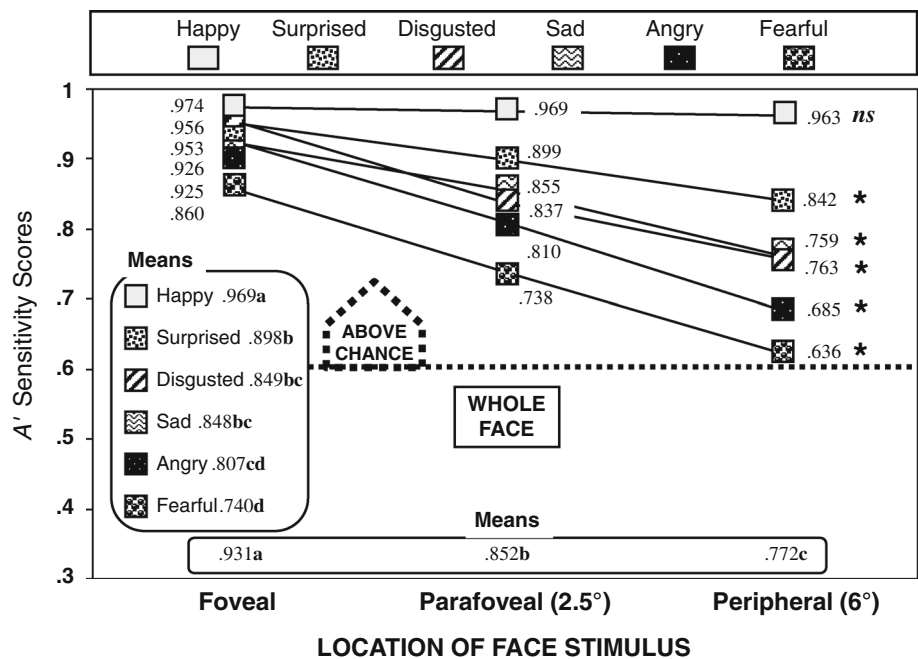 Happy Surprised Disgusted Sad Angry Fearful
1
.9
.8
.7
.6
.5
.4
.3
A' Sensitivity Scores
.974
.956
.953
.926
.925
.860
.969
.899
.855
.837
.810
.738
.963 ns
.842 *
.759 *
.763 *
.685 *
.636 *
Means
Happy .969a
Surprised .898b
Disgusted .849bc
Sad .848bc
Angry .807cd
Fearful .740d
ABOVE
CHANCE
WHOLE
FACE
Means
.931a .852b .772c
Foveal Parafoveal (2.5°) Peripheral (6°)
LOCATION OF FACE STIMULUS